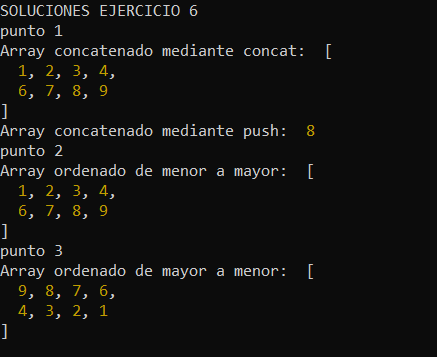 SOLUCIONES EJERCICIO 6
punto 1
Array concatenado mediante concat:  [
  1, 2, 3, 4,
  6, 7, 8, 9
]
Array concatenado mediante push:  8
punto 2
Array ordenado de menor a mayor:  [
  1, 2, 3, 4,
  6, 7, 8, 9
]
punto 3
Array ordenado de mayor a menor:  [
  9, 8, 7, 6,
  4, 3, 2, 1
]